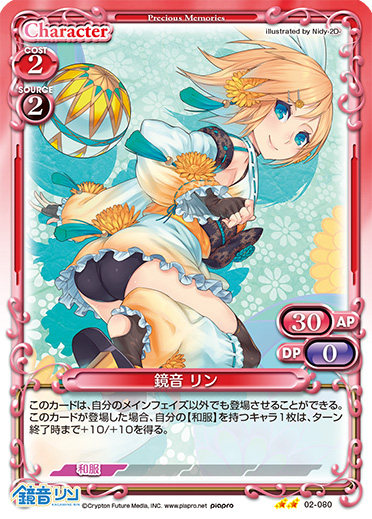 Precious Memories
Character
illustrated by Nidy-2D-
COST
2
SOURCE
2
30 AP
DP 0
鏡音 リン
このカードは、自分のメインフェイズ以外でも登場させることができる。
このカードが登場した場合、自分の【和服】を持つキャラ1枚は、ターン
終了時まで+10/+10を得る。
和服
鏡音リン
KAGAMINE RIN
©Crypton Future Media, INC. www.piapro.net piapro
02-080